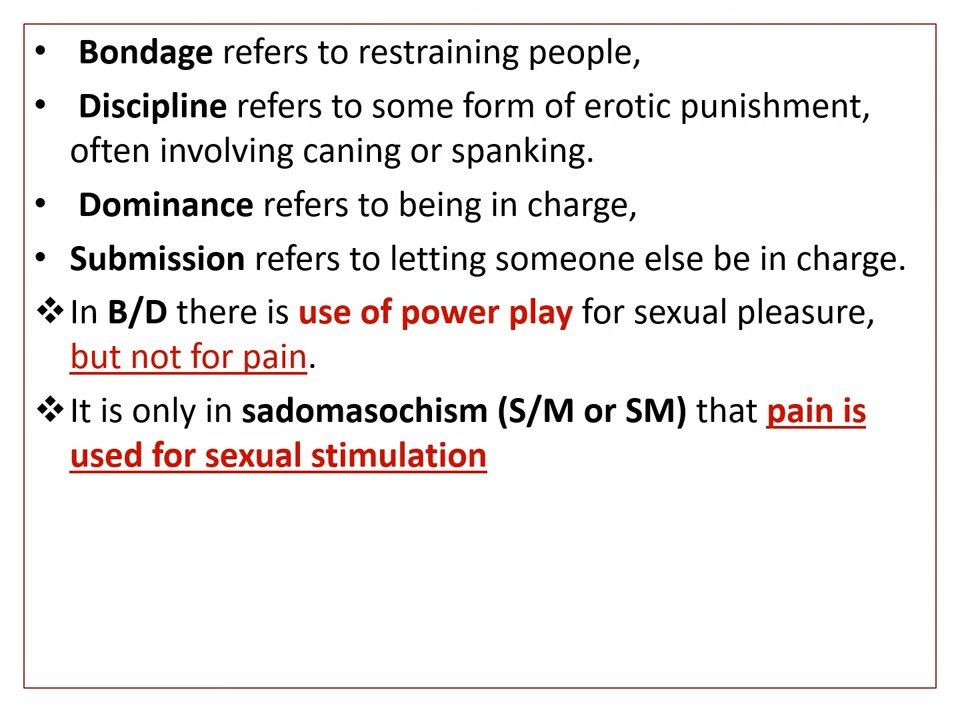 • Bondage refers to restraining people,
• Discipline refers to some form of erotic punishment,
often involving caning or spanking.
• Dominance refers to being in charge,
• Submission refers to letting someone else be in charge.
❖ In B/D there is use of power play for sexual pleasure,
but not for pain.
❖ It is only in sadomasochism (S/M or SM) that pain is
used for sexual stimulation